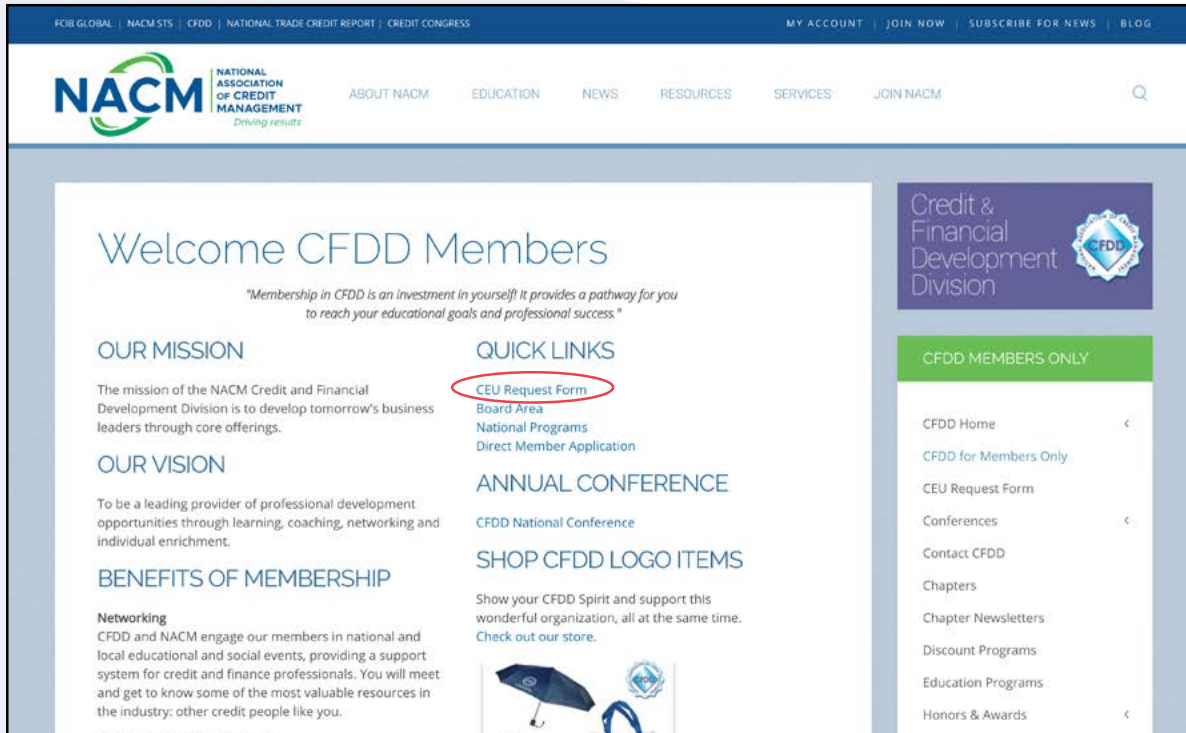 FCIB GLOBAL | NACM STS | CFDD | NATIONAL TRADE CREDIT REPORT | CREDIT CONGRESS
MY ACCOUNT | JOIN NOW | SUBSCRIBE FOR NEWS | BLOG
NACM
NATIONAL
ASSOCIATION
OF CREDIT
MANAGEMENT
Driving results
ABOUT NACM EDUCATION NEWS RESOURCES SERVICES JOIN NACM
Welcome CFDD Members
"Membership in CFDD is an investment in yourself! It provides a pathway for you
to reach your educational goals and professional success."
OUR MISSION
The mission of the NACM Credit and Financial
Development Division is to develop tomorrow's business
leaders through core offerings.
OUR VISION
To be a leading provider of professional development
opportunities through learning, coaching, networking and
individual enrichment.
BENEFITS OF MEMBERSHIP
Networking
CFDD and NACM engage our members in national and
local educational and social events, providing a support
system for credit and finance professionals. You will meet
and get to know some of the most valuable resources in
the industry: other credit people like you.
QUICK LINKS
CEU Request Form
Board Area
National Programs
Direct Member Application
ANNUAL CONFERENCE
CFDD National Conference
SHOP CFDD LOGO ITEMS
Show your CFDD Spirit and support this
wonderful organization, all at the same time.
Check out our store.
Credit &
Financial
Development
Division
CFDD
CFDD MEMBERS ONLY
CFDD Home
CFDD for Members Only
CEU Request Form
Conferences
Contact CFDD
Chapters
Chapter Newsletters
Discount Programs
Education Programs
Honors & Awards